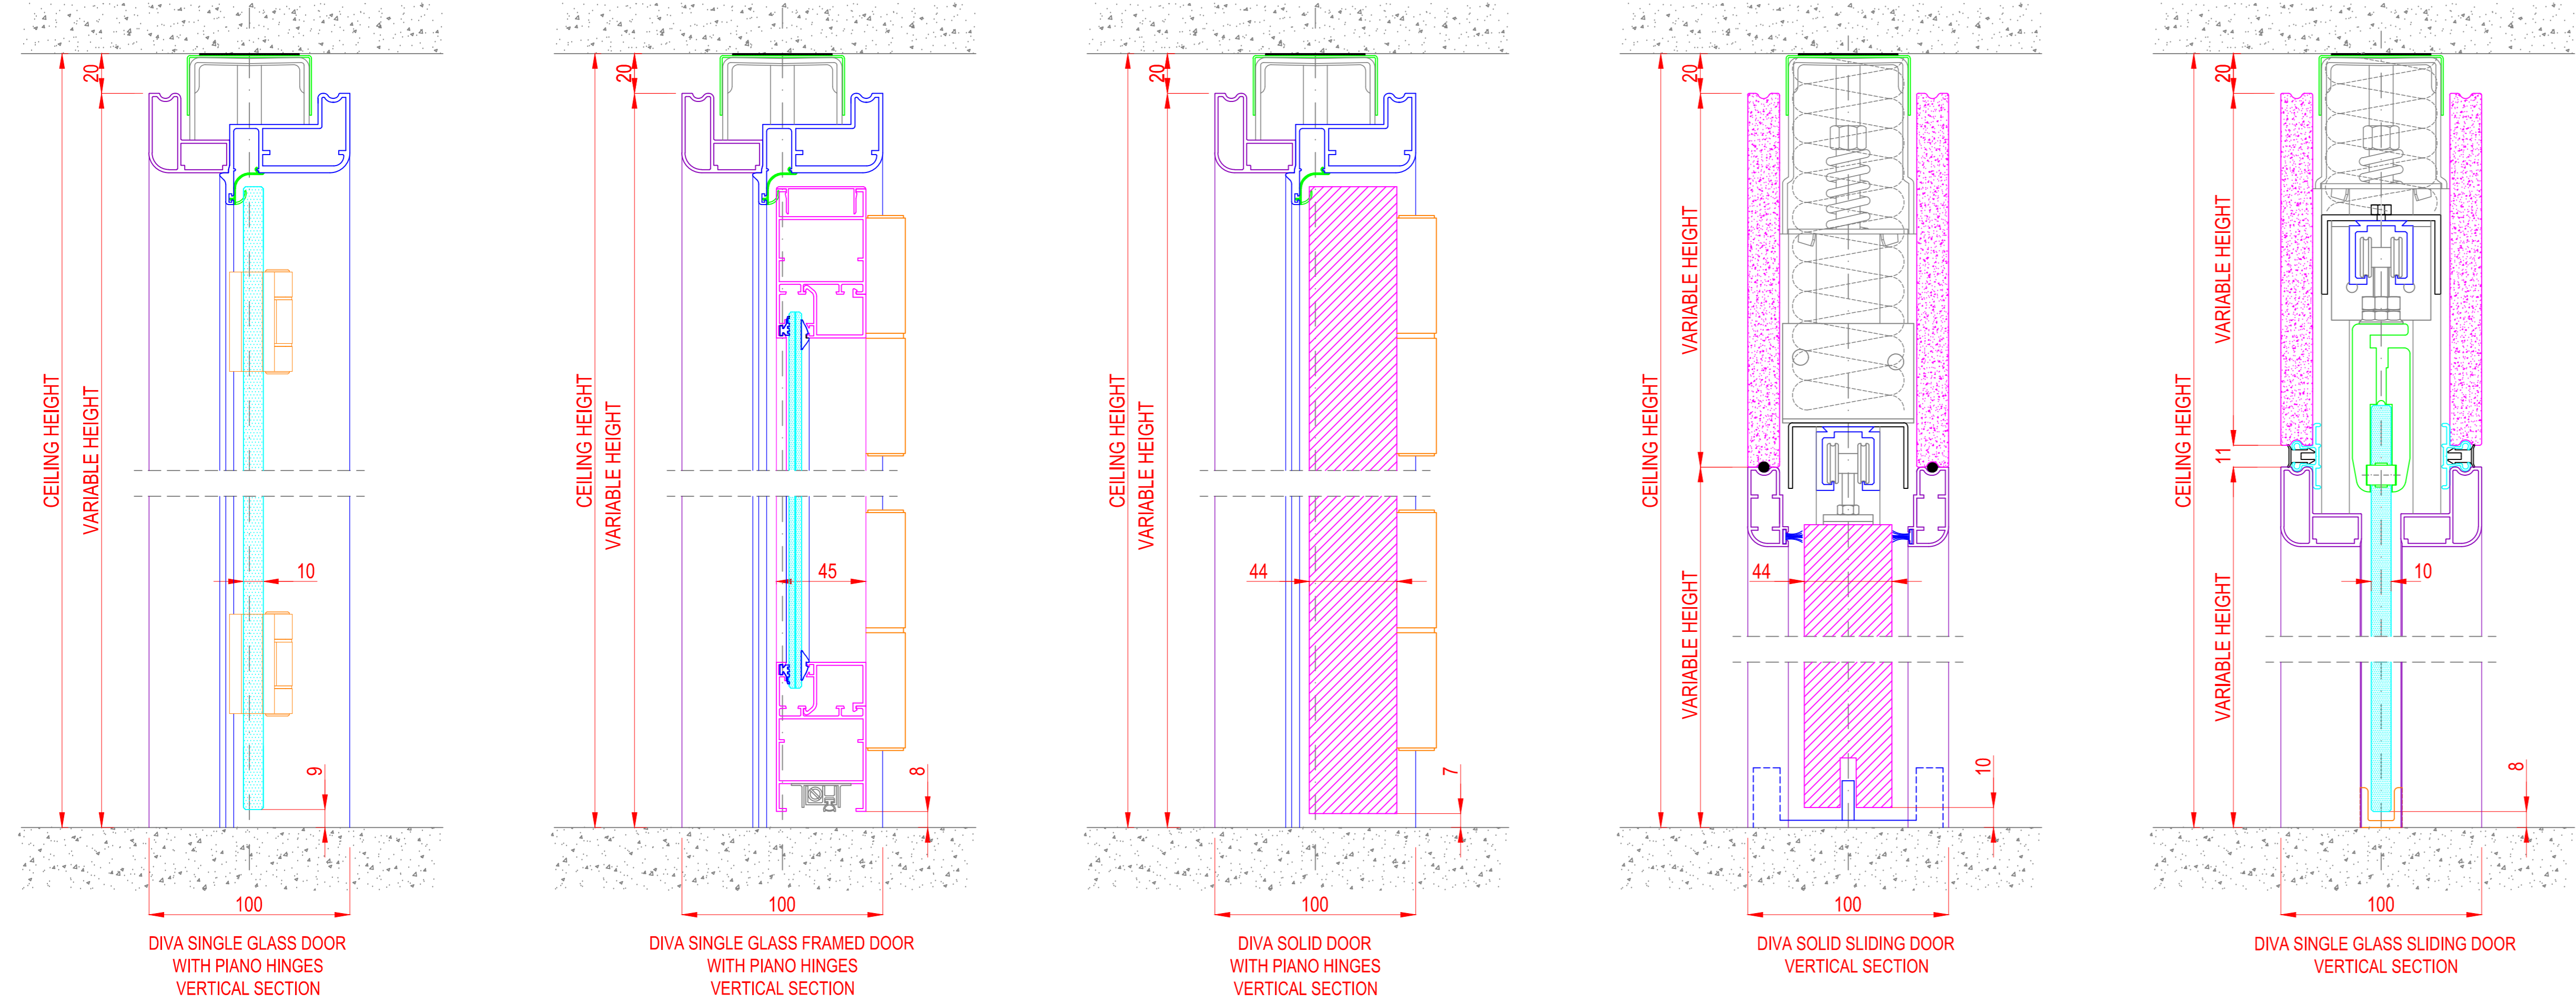 20
CEILING HEIGHT
VARIABLE HEIGHT
10
9
100
DIVA SINGLE GLASS DOOR
WITH PIANO HINGES
VERTICAL SECTION
20
CEILING HEIGHT
VARIABLE HEIGHT
45
8
100
DIVA SINGLE GLASS FRAMED DOOR
WITH PIANO HINGES
VERTICAL SECTION
20
CEILING HEIGHT
VARIABLE HEIGHT
44
7
100
DIVA SOLID DOOR
WITH PIANO HINGES
VERTICAL SECTION
20
VARIABLE HEIGHT
CEILING HEIGHT
44
VARIABLE HEIGHT
10
100
DIVA SOLID SLIDING DOOR
VERTICAL SECTION
20
VARIABLE HEIGHT
CEILING HEIGHT
11
10
VARIABLE HEIGHT
8
100
DIVA SINGLE GLASS SLIDING DOOR
VERTICAL SECTION